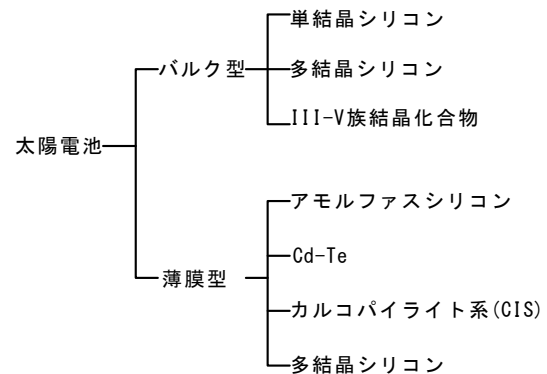 太陽電池
バルク型
単結晶シリコン
多結晶シリコン
III-V族結晶化合物
薄膜型
アモルファスシリコン
Cd-Te
カルコパイライト系(CIS)
多結晶シリコン